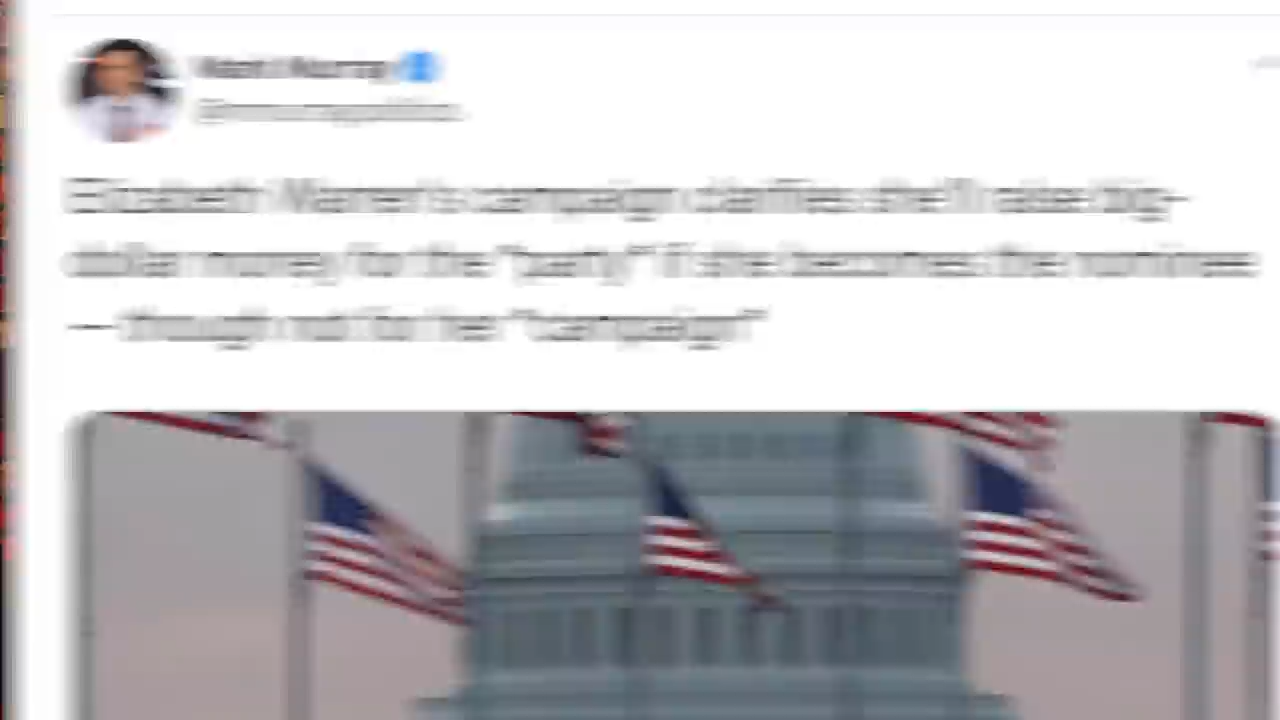 Elizabeth Warren's campaign clarifies she'll raise big-
dollar money for the "party" if she becomes the nominee
— though not for her "campaign"